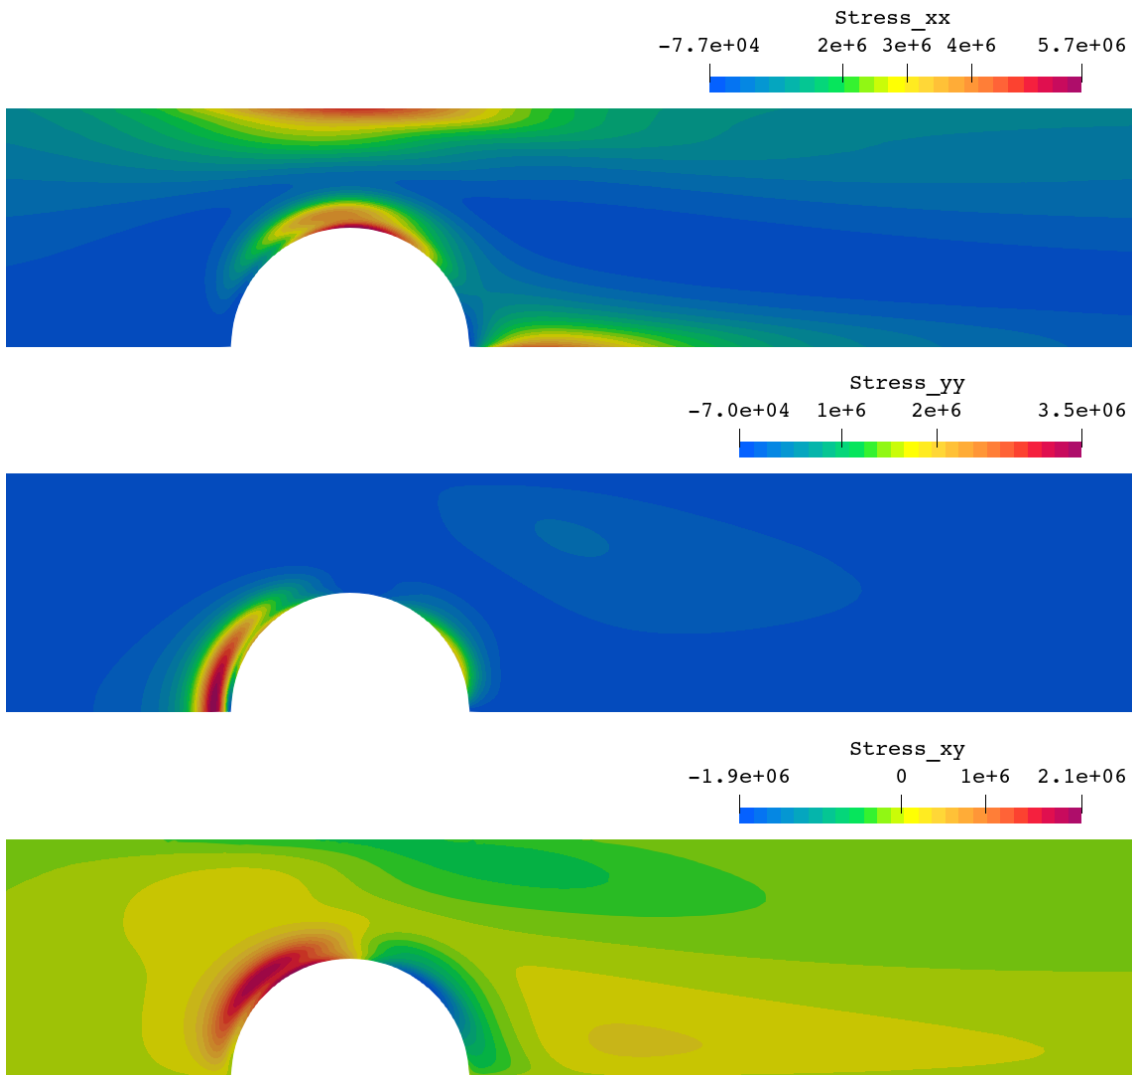 Stress_xx
-7.7e+04 2e+6 3e+6 4e+6 5.7e+06
Stress_yy
-7.0e+04 1e+6 2e+6 3.5e+06
Stress_xy
-1.9e+06 0 1e+6 2.1e+06